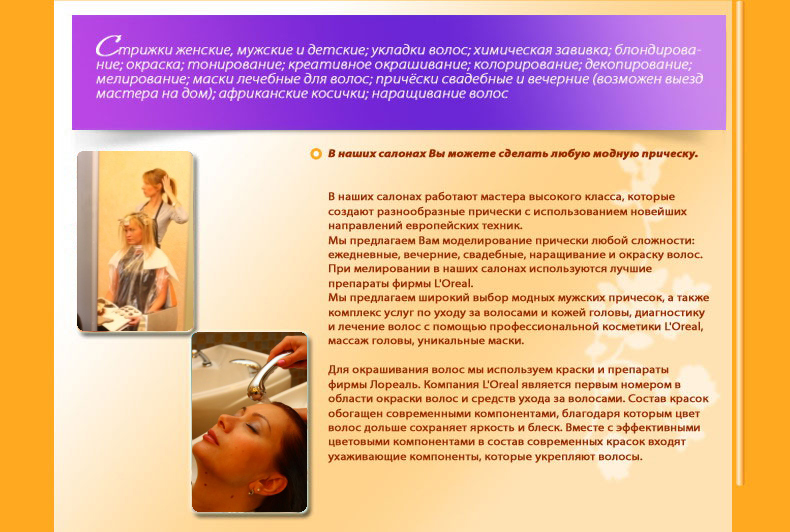 Стрижки женские, мужские и детские; укладки волос; химическая завивка; блондирова-
ние; окраска; тонирование; креативное окрашивание; колорирование; декопирование;
мелирование; маски лечебные для волос; причёски свадебные и вечерние (возможен выезд
мастера на дом); африканские косички; наращивание волос
В наших салонах Вы можете сделать любую модную прическу.
В наших салонах работают мастера высокого класса, которые
создают разнообразные прически с использованием новейших
направлений европейских техник.
Мы предлагаем Вам моделирование прически любой сложности:
ежедневные, вечерние, свадебные, наращивание и окраску волос.
При мелировании в наших салонах используются лучшие
препараты фирмы L'Oreal.
Мы предлагаем широкий выбор модных мужских причесок, а также
комплекс услуг по уходу за волосами и кожей головы, диагностику
и лечение волос с помощью профессиональной косметики L'Oreal,
массаж головы, уникальные маски.
Для окрашивания волос мы используем краски и препараты
фирмы Лореаль. Компания L'Oreal является первым номером в
области окраски волос и средств ухода за волосами. Состав красок
обогащен современными компонентами, благодаря которым цвет
волос дольше сохраняет яркость и блеск. Вместе с эффективными
цветовыми компонентами в состав современных красок входят
ухаживающие компоненты, которые укрепляют волосы.